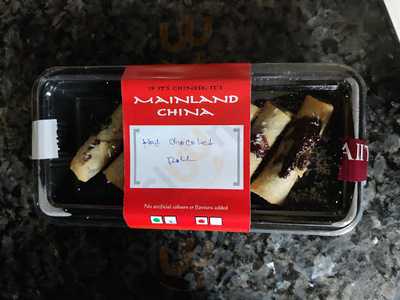 IF IT'S CHINESE, IT'S
MAINLAND
CHINA
Hot Chocolate
Roll
No artificial colours or flavours added